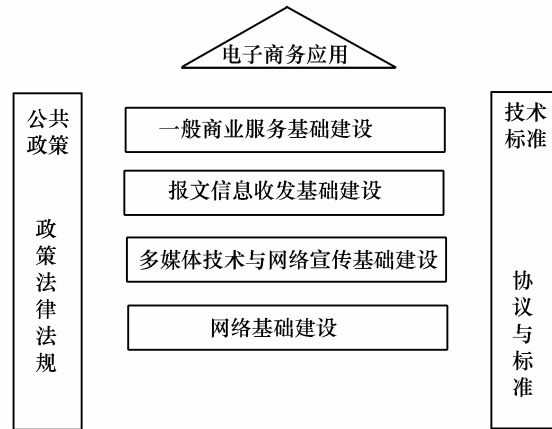 电子商务应用
公共
政策
政
策
法
律
法
规
一般商业服务基础建设
报文信息收发基础建设
多媒体技术与网络宣传基础建设
网络基础建设
技术
标准
协
议
与
标
准